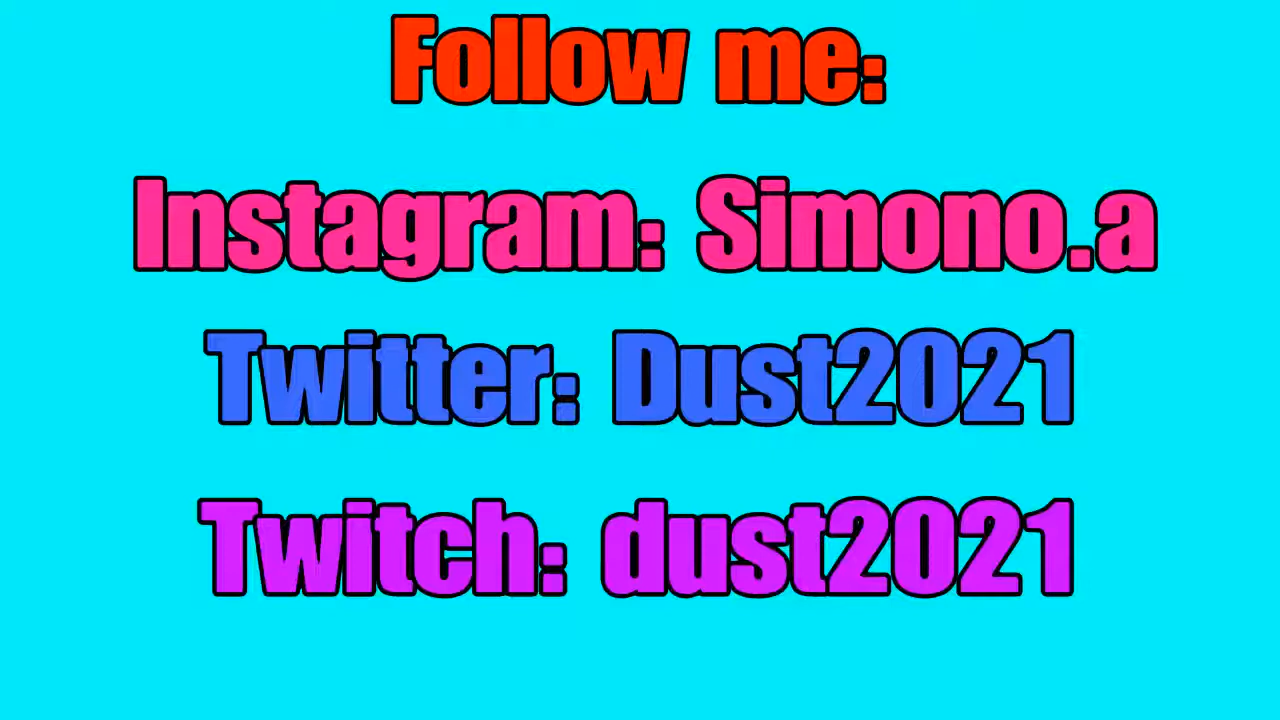 Follow me:
Instagram: Simono.a
Twitter: Dust2021
Twitch: dust2021